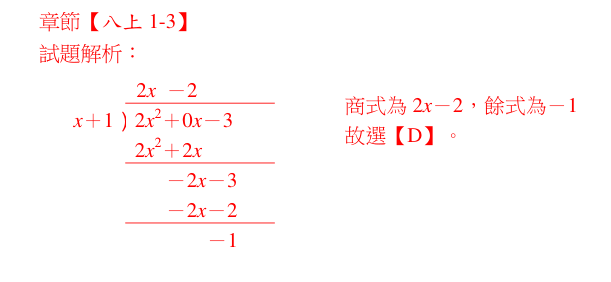 章節【八上 1-3】
試題解析：
2x －2
x＋1 ) 2x²＋0x－3
2x²＋2x
－2x－3
－2x－2
－1
商式為 2x－2，餘式為－1
故選【D】。